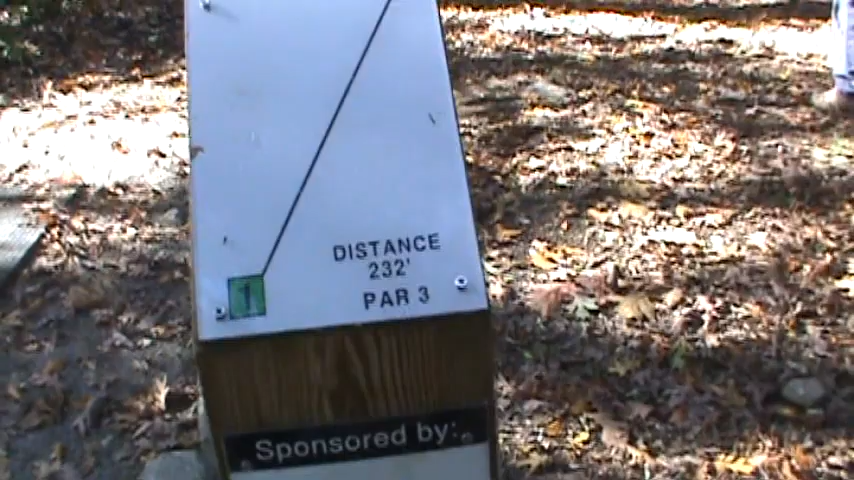 DISTANCE
232'
1
PAR 3
Sponsored by: